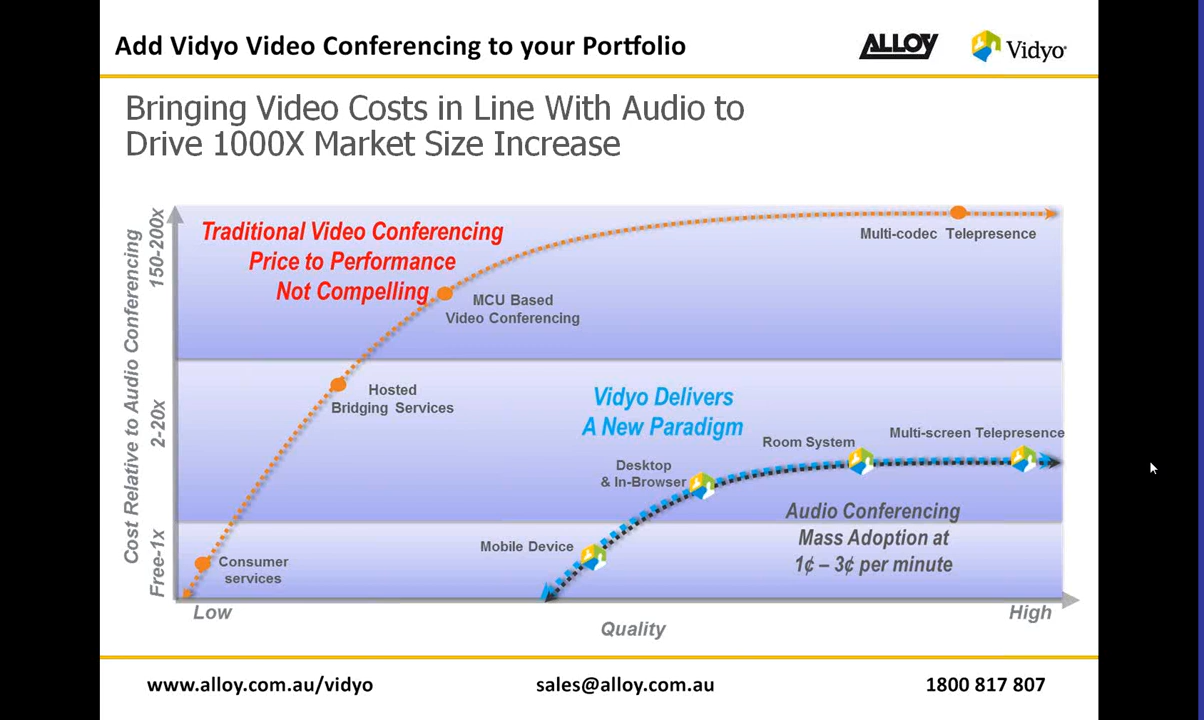 Add Vidyo Video Conferencing to your Portfolio
ALLOY
Vidyo
Bringing Video Costs in Line With Audio to
Drive 1000X Market Size Increase
Cost Relative to Audio Conferencing
150-200x
2-20x
Free-1x
Traditional Video Conferencing
Price to Performance
Not Compelling
Multi-codec Telepresence
MCU Based
Video Conferencing
Hosted
Bridging Services
Consumer
services
Vidyo Delivers
A New Paradigm
Multi-screen Telepresence
Room System
Desktop
& In-Browser
Mobile Device
Audio Conferencing
Mass Adoption at
1¢ – 3¢ per minute
Low
High
Quality
www.alloy.com.au/vidyo
sales@alloy.com.au
1800 817 807